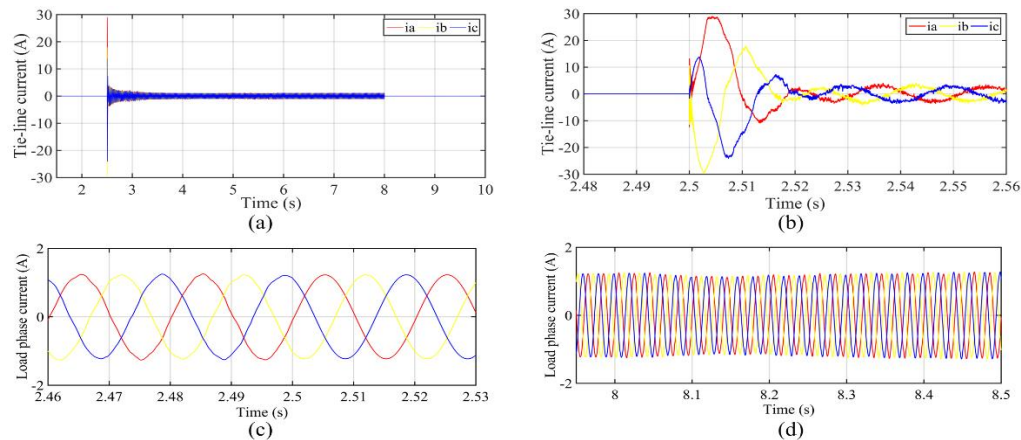 30
20
10
0
-10
-20
-30
Tie-line current (A)
ia ib ic
2 3 4 5 6 7 8 9 10
Time (s)
(a)
30
20
10
0
-10
-20
-30
Tie-line current (A)
ia ib ic
2.48 2.49 2.5 2.51 2.52 2.53 2.54 2.55 2.56
Time (s)
(b)
2
0
-2
Load phase current (A)
2.46 2.47 2.48 2.49 2.5 2.51 2.52 2.53
Time (s)
(c)
2
0
-2
Load phase current (A)
8 8.1 8.2 8.3 8.4 8.5
Time (s)
(d)